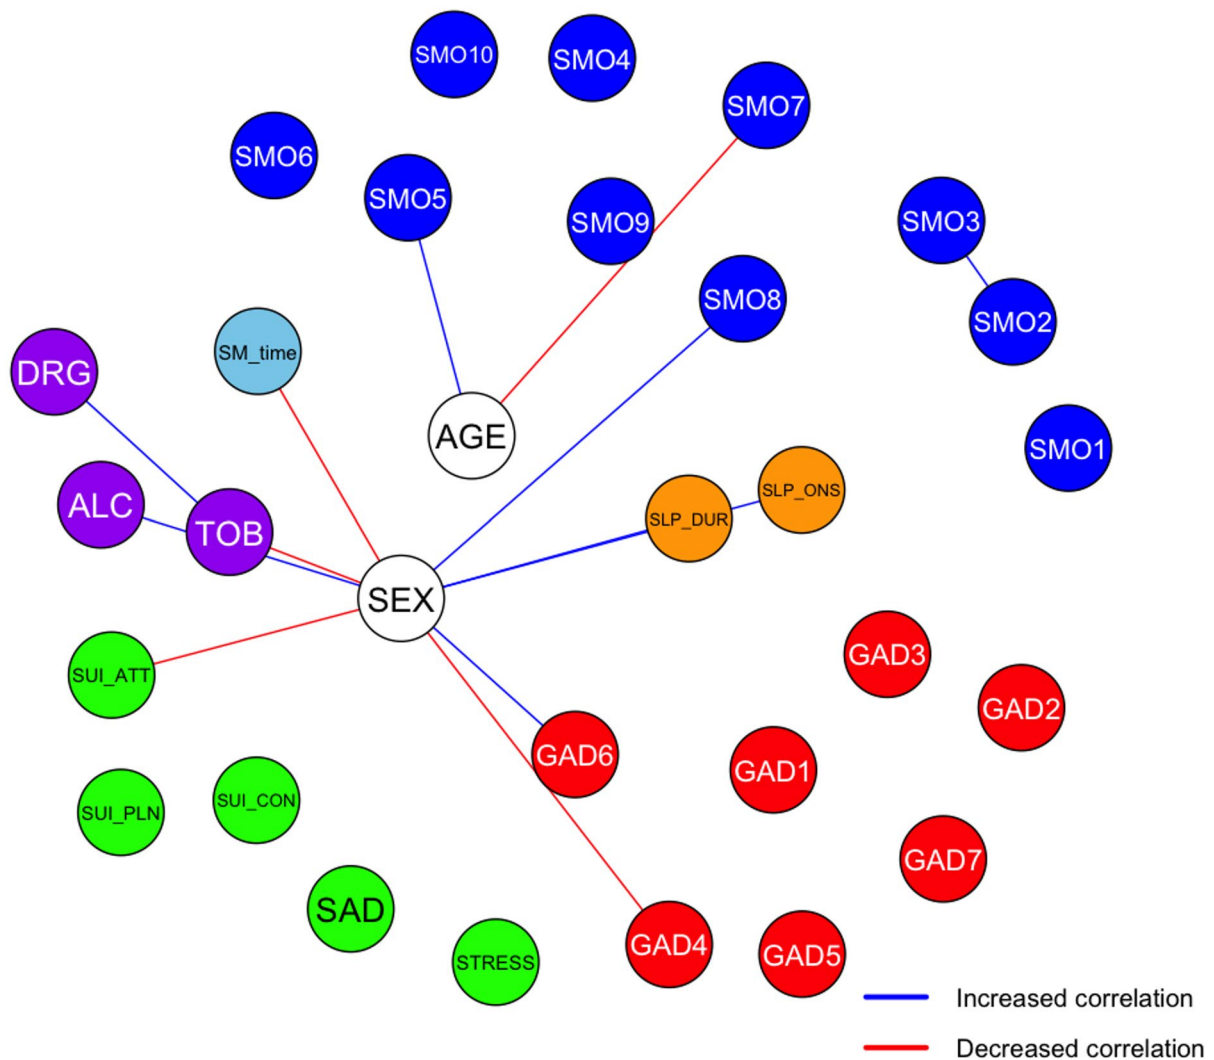 SMO10
SMO4
SMO7
SMO6
SMO5
SMO9
SMO3
SMO8
SMO2
SM_time
DRG
AGE
SMO1
ALC
TOB
SLP_DUR
SLP_ONS
SEX
SUI_ATT
GAD3
GAD2
GAD6
GAD1
SUI_PLN
SUI_CON
GAD7
SAD
STRESS
GAD4
GAD5
Increased correlation
Decreased correlation